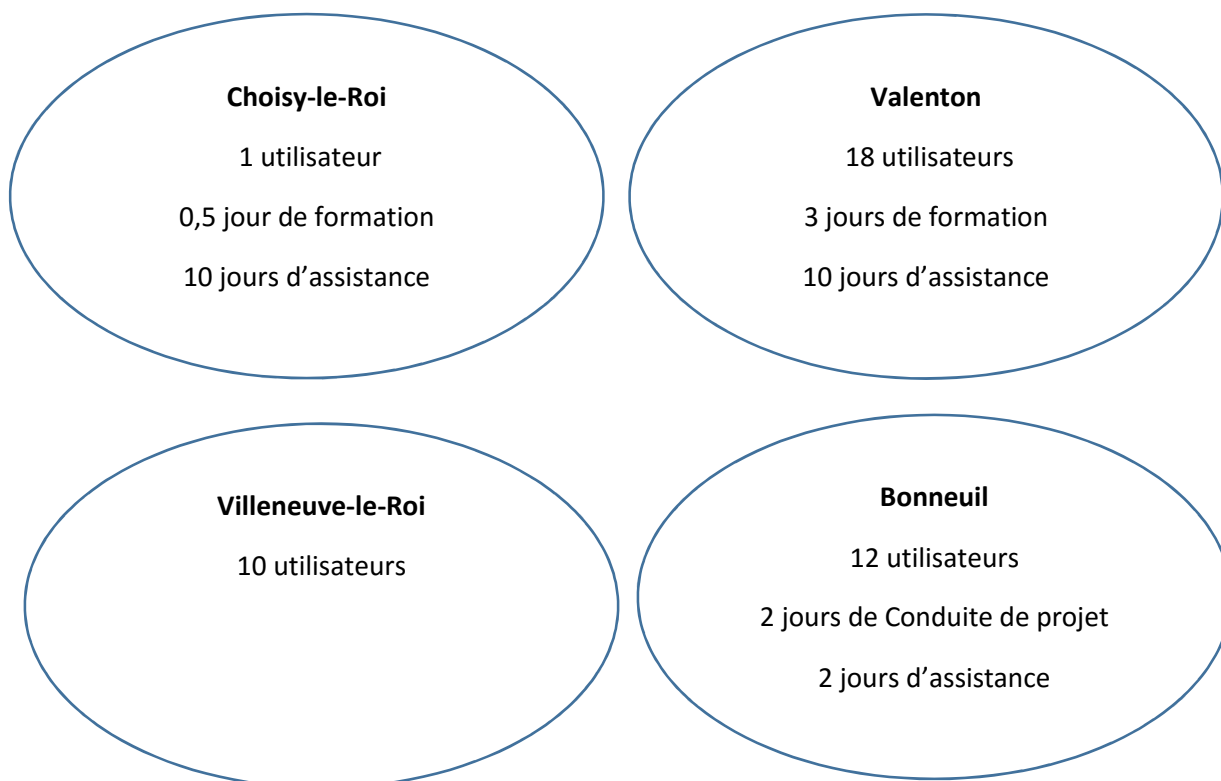 Choisy-le-Roi
1 utilisateur
0,5 jour de formation
10 jours d’assistance
Valenton
18 utilisateurs
3 jours de formation
10 jours d’assistance
Villeneuve-le-Roi
10 utilisateurs
Bonneuil
12 utilisateurs
2 jours de Conduite de projet
2 jours d’assistance